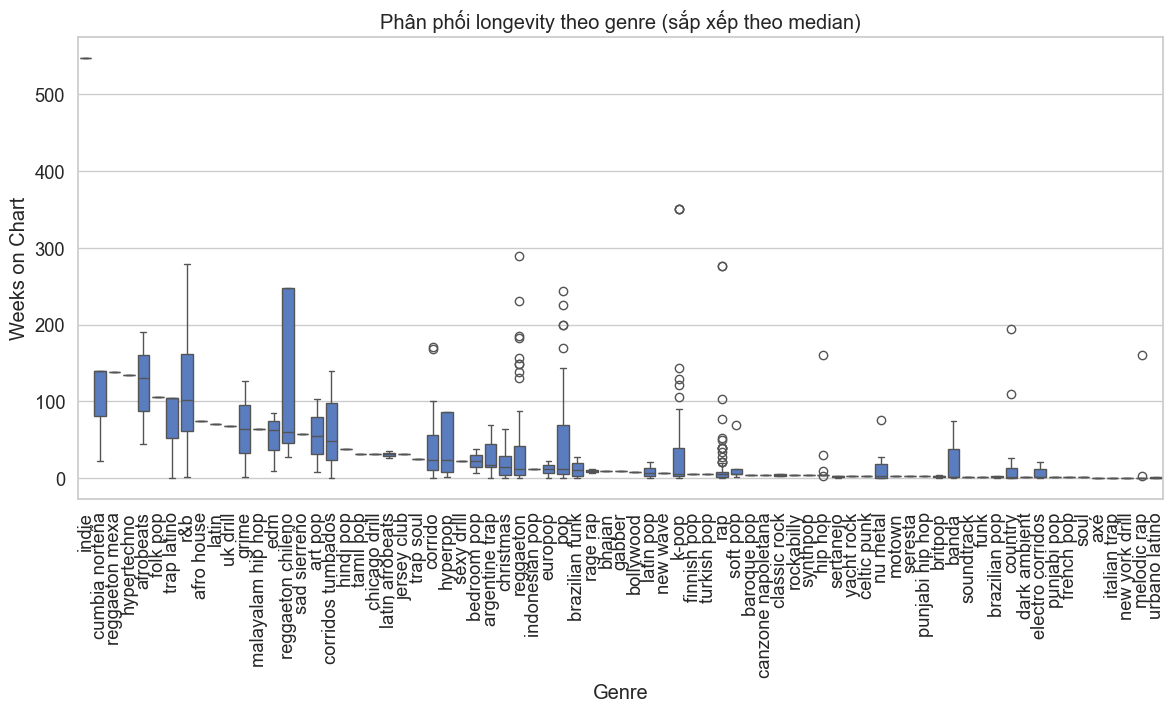 Phân phối longevity theo genre (sắp xếp theo median)
Weeks on Chart
500
400
300
200
100
0
indie
cumbia norteña
reggaeton mexa
hypertechno
afrobeats
folk pop
trap latino
r&b
afro house
latin
uk drill
grime
malayalam hip hop
edm
reggaeton chileno
sad sierreño
art pop
corridos tumbados
hindi pop
tamil pop
chicago drill
latin afrobeats
jersey club
trap soul
corrido
hyperpop
sexy drill
bedroom pop
argentine trap
christmas
reggaeton
indonesian pop
europop
pop
brazilian funk
rage rap
bhajan
gabber
bollywood
latin pop
new wave
k-pop
finnish pop
turkish pop
rap
soft pop
baroque pop
canzone napoletana
classic rock
rockabilly
synthpop
hip hop
sertanejo
yacht rock
celtic punk
nu metal
motown
seresta
punjabi hip hop
britpop
banda
soundtrack
funk
brazilian pop
country
dark ambient
electro corridos
punjabi pop
french pop
soul
axé
italian trap
new york drill
melodic rap
urbano latino
Genre